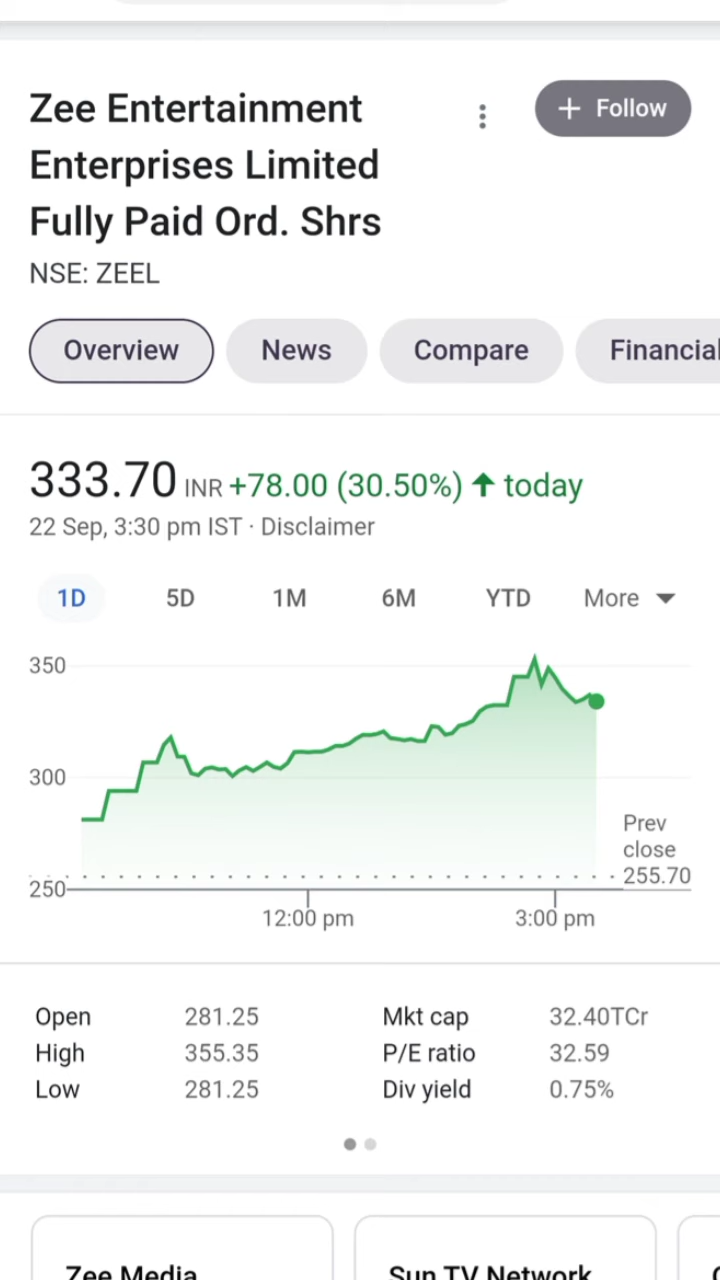 Zee Entertainment
Enterprises Limited
Fully Paid Ord. Shrs
+ Follow
NSE: ZEEL
Overview News Compare Financial
333.70 INR +78.00 (30.50%) ↑ today
22 Sep, 3:30 pm IST · Disclaimer
1D 5D 1M 6M YTD More
350
300
250
Prev
close
255.70
12:00 pm 3:00 pm
Open 281.25 Mkt cap 32.40TCr
High 355.35 P/E ratio 32.59
Low 281.25 Div yield 0.75%
Zee Media Sun TV Network